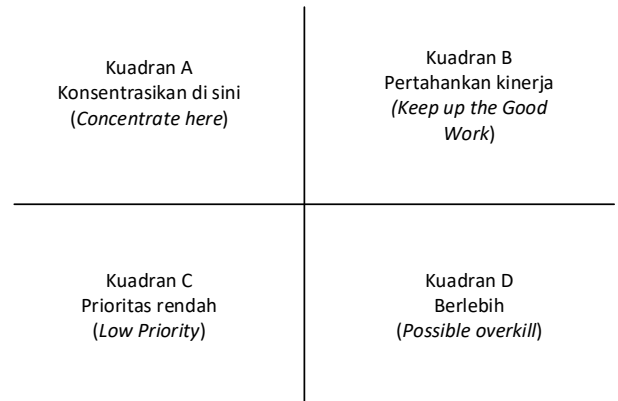 Kuadran A
Konsentrasikan di sini
(Concentrate here)
Kuadran B
Pertahankan kinerja
(Keep up the Good
Work)
Kuadran C
Prioritas rendah
(Low Priority)
Kuadran D
Berlebih
(Possible overkill)